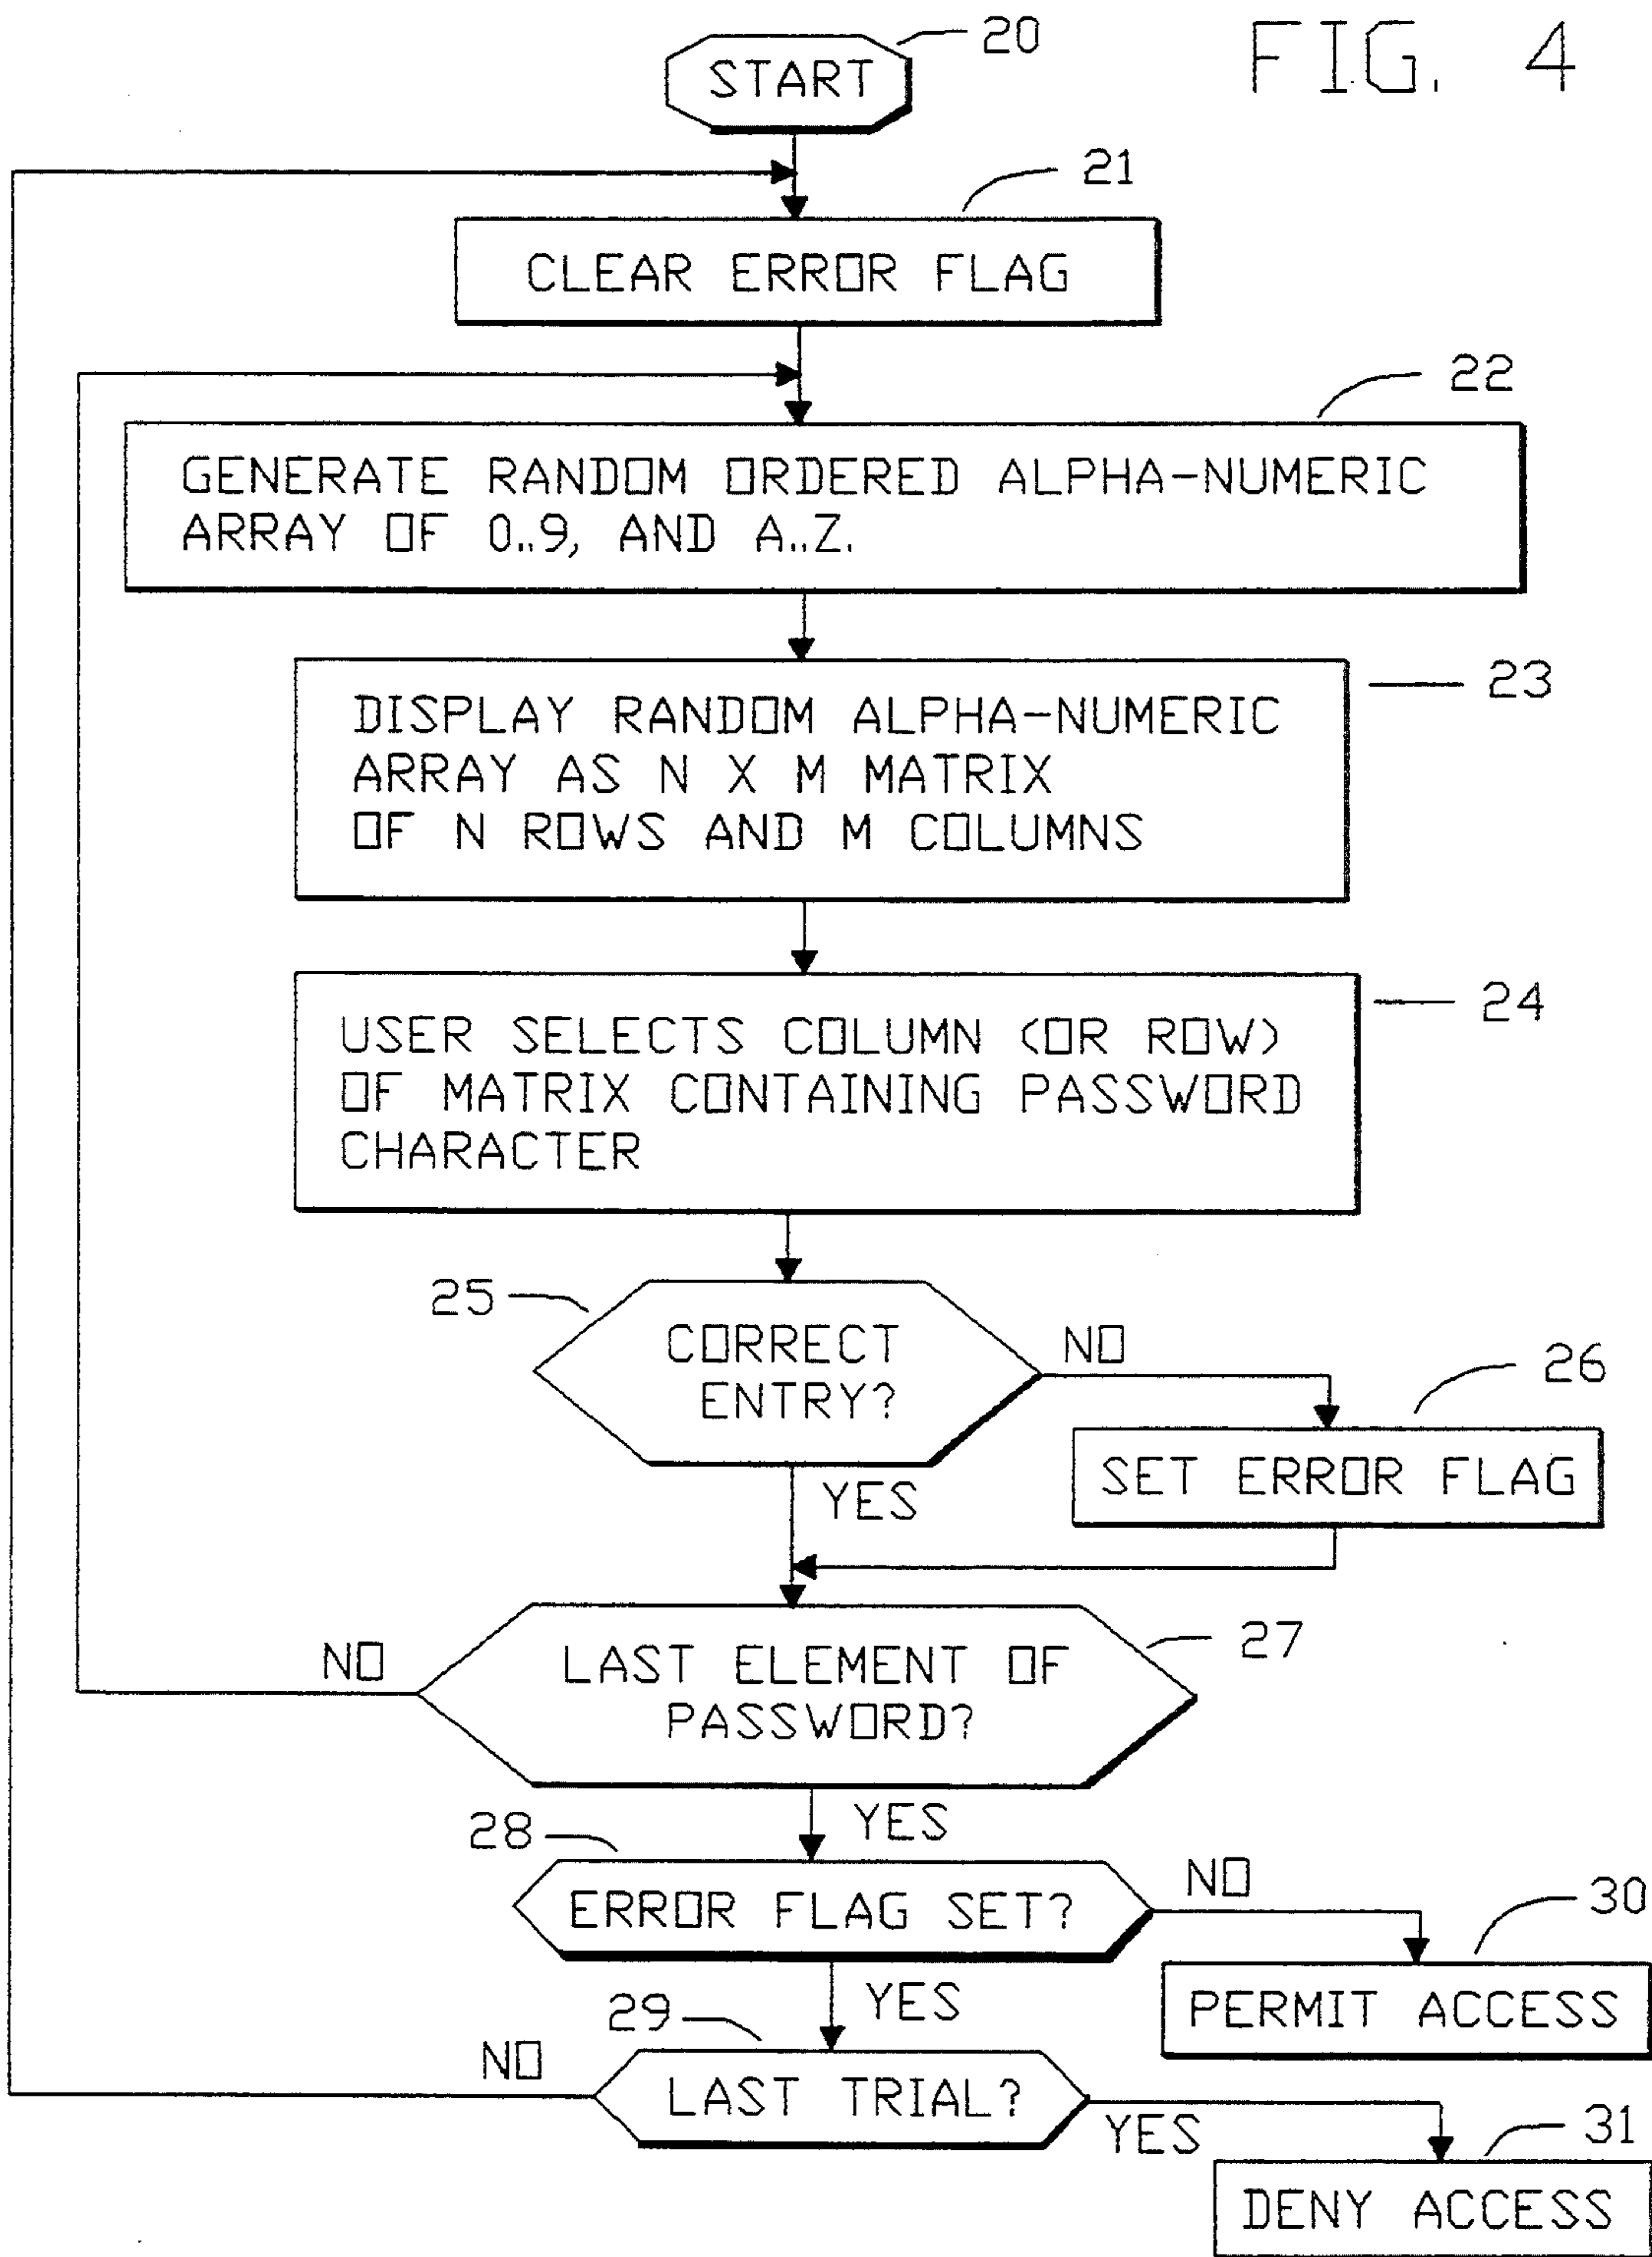 FIG. 4
20
START
21
CLEAR ERROR FLAG
22
GENERATE RANDOM ORDERED ALPHA-NUMERIC
ARRAY OF 0..9, AND A..Z.
23
DISPLAY RANDOM ALPHA-NUMERIC
ARRAY AS N X M MATRIX
OF N ROWS AND M COLUMNS
24
USER SELECTS COLUMN (OR ROW)
OF MATRIX CONTAINING PASSWORD
CHARACTER
25
CORRECT
ENTRY?
NO
26
SET ERROR FLAG
YES
27
NO
LAST ELEMENT OF
PASSWORD?
YES
28
ERROR FLAG SET?
NO
30
PERMIT ACCESS
YES
29
NO
LAST TRIAL?
YES
31
DENY ACCESS